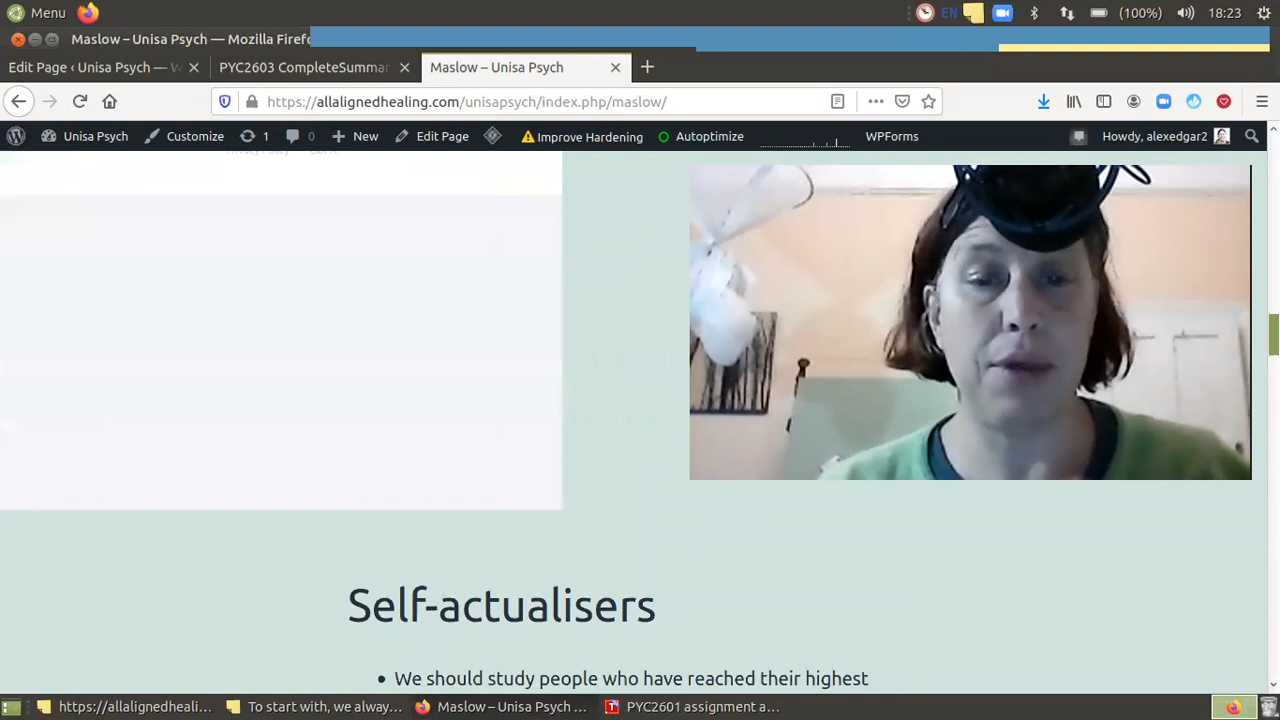 Menu
EN
(100%)
18:23
Maslow – Unisa Psych — Mozilla Firefo
Edit Page ‹ Unisa Psych — W
PYC2603 CompleteSummar
Maslow – Unisa Psych
https://allalignedhealing.com/unisapsych/index.php/maslow/
Unisa Psych
Customize
1
0
New
Edit Page
Improve Hardening
Autoptimize
WPForms
Howdy, alexedgar2
Self-actualisers
• We should study people who have reached their highest
https://allalignedheali...
To start with, we alway...
Maslow – Unisa Psych ...
PYC2601 assignment a...